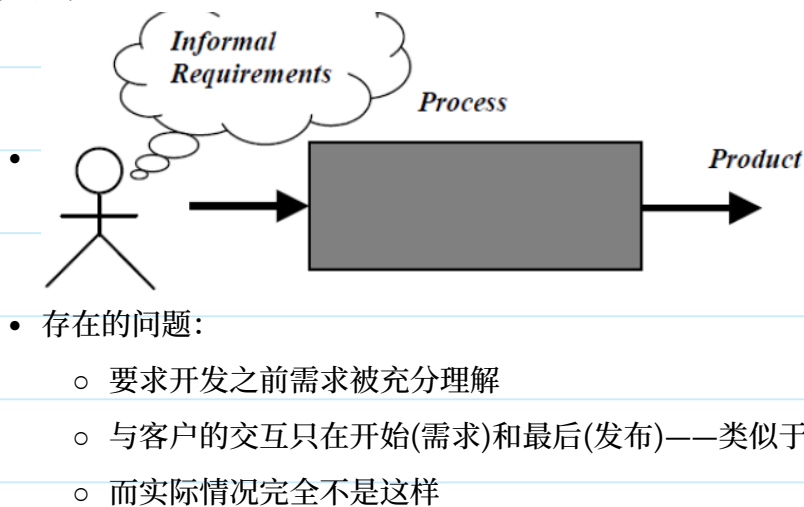 Informal
Requirements
Process
Product
存在的问题：
要求开发之前需求被充分理解
与客户的交互只在开始(需求)和最后(发布)——类似于
而实际情况完全不是这样